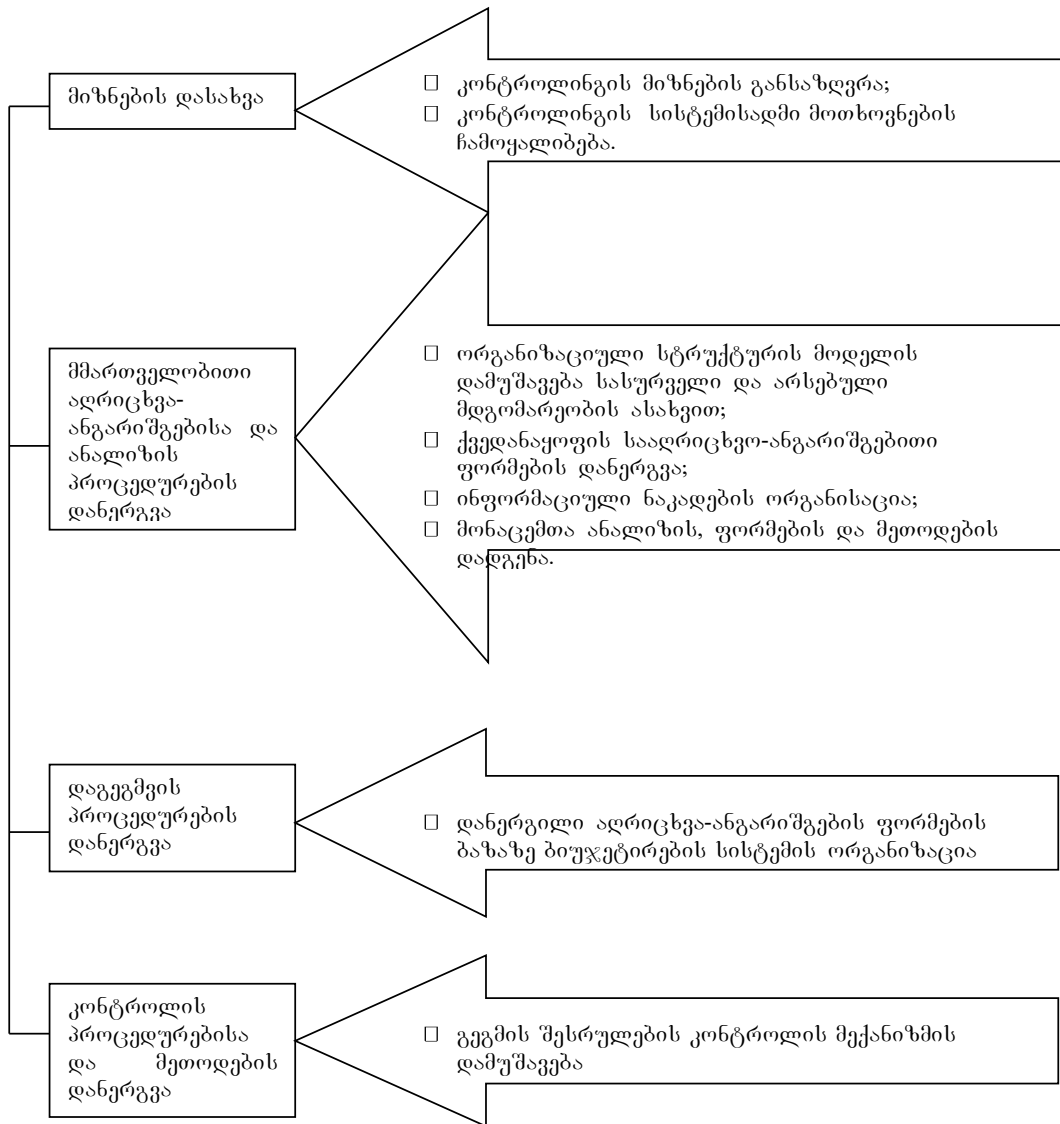 მიზნების დასახვა
☐ კონტროლინგის მიზნების განსაზღვრა;
☐ კონტროლინგის სისტემისადმი მოთხოვნების
ჩამოყალიბება.
მმართველობითი
აღრიცხვა-
ანგარიშგებისა და
ანალიზის
პროცედურების
დანერგვა
☐ ორგანიზაციული სტრუქტურის მოდელის
დამუშავება სასურველი და არსებული
მდგომარეობის ასახვით;
☐ ქვედანაყოფის სააღრიცხვო-ანგარიშგებითი
ფორმების დანერგვა;
☐ ინფორმაციული ნაკადების ორგანისაცია;
☐ მონაცემთა ანალიზის, ფორმების და მეთოდების
დადგენა.
დაგეგმვის
პროცედურების
დანერგვა
☐ დანერგილი აღრიცხვა-ანგარიშგების ფორმების
ბაზაზე ბიუჯეტირების სისტემის ორგანიზაცია
კონტროლის
პროცედურებისა
და მეთოდების
დანერგვა
☐ გეგმის შესრულების კონტროლის მექანიზმის
დამუშავება